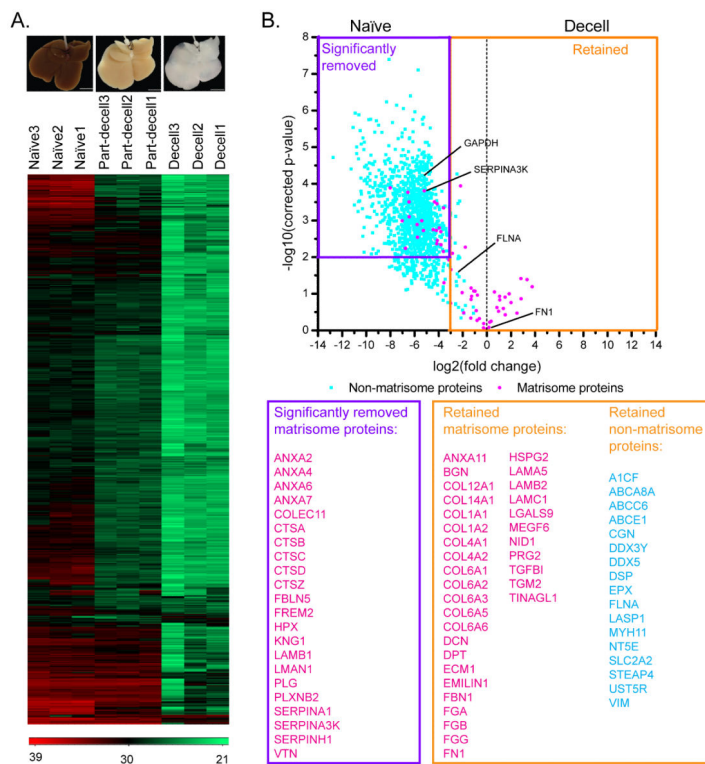 A.
Naïve3
Naïve2
Naïve1
Part-decell3
Part-decell2
Part-decell1
Decell3
Decell2
Decell1
39
30
21
B.
Naïve
Decell
Significantly
removed
Retained
GAPDH
SERPINA3K
FLNA
FN1
8
7
6
5
4
3
2
1
0
-log10(corrected p-value)
-14 -12 -10 -8 -6 -4 -2 0 2 4 6 8 10 12 14
log2(fold change)
Non-matrisome proteins
Matrisome proteins
Significantly removed
matrisome proteins:
ANXA2
ANXA4
ANXA6
ANXA7
COLEC11
CTSA
CTSB
CTSC
CTSD
CTSZ
FBLN5
FREM2
HPX
KNG1
LAMB1
LMAN1
PLG
PLXNB2
SERPINA1
SERPINA3K
SERPINH1
VTN
Retained
matrisome proteins:
ANXA11
BGN
COL12A1
COL14A1
COL1A1
COL1A2
COL4A1
COL4A2
COL6A1
COL6A2
COL6A3
COL6A5
COL6A6
DCN
DPT
ECM1
EMILIN1
FBN1
FGA
FGB
FGG
FN1
HSPG2
LAMA5
LAMB2
LAMC1
LGALS9
MEGF6
NID1
PRG2
TGFBI
TGM2
TINAGL1
Retained
non-matrisome
proteins:
A1CF
ABCA8A
ABCC6
ABCE1
CGN
DDX3Y
DDX5
DSP
EPX
FLNA
LASP1
MYH11
NT5E
SLC2A2
STEAP4
UST5R
VIM